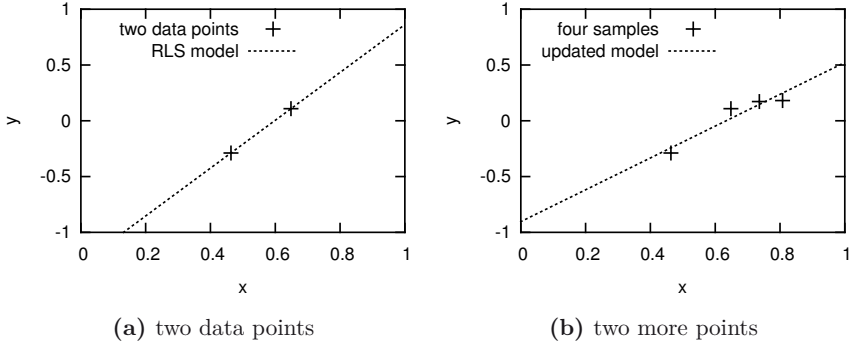 1
0.5
0
-0.5
-1
y
two data points
RLS model
0 0.2 0.4 0.6 0.8 1
x
(a) two data points
1
0.5
0
-0.5
-1
y
four samples
updated model
0 0.2 0.4 0.6 0.8 1
x
(b) two more points